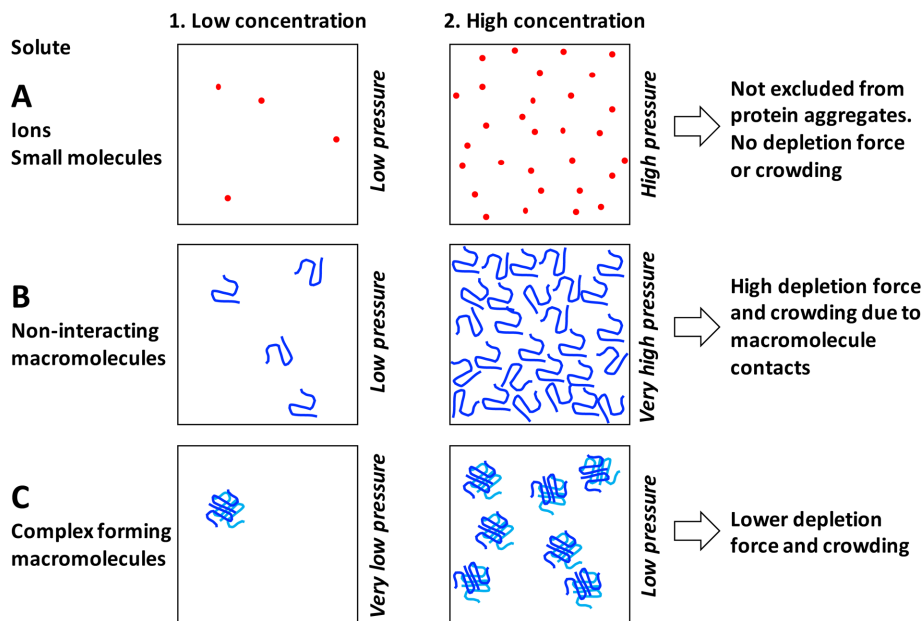 1. Low concentration
2. High concentration
Solute
A
Ions
Small molecules
Low pressure
High pressure
Not excluded from
protein aggregates.
No depletion force
or crowding
B
Non-interacting
macromolecules
Low pressure
Very high pressure
High depletion force
and crowding due to
macromolecule
contacts
C
Complex forming
macromolecules
Very low pressure
Low pressure
Lower depletion
force and crowding